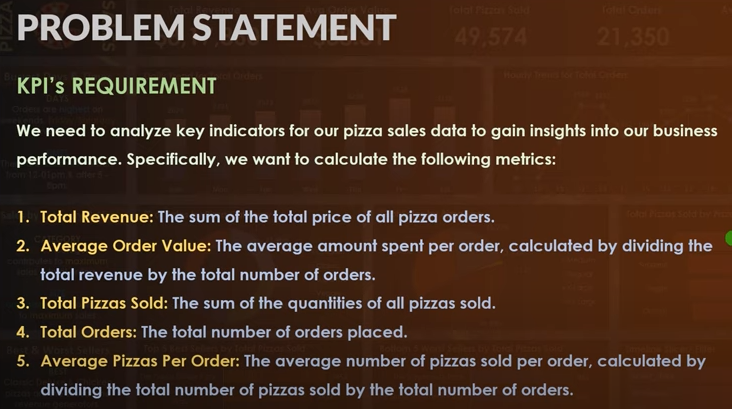 PROBLEM STATEMENT
49,574
21,350
KPI's REQUIREMENT
We need to analyze key indicators for our pizza sales data to gain insights into our business
performance. Specifically, we want to calculate the following metrics:
1. Total Revenue: The sum of the total price of all pizza orders.
2. Average Order Value: The average amount spent per order, calculated by dividing the
total revenue by the total number of orders.
3. Total Pizzas Sold: The sum of the quantities of all pizzas sold.
4. Total Orders: The total number of orders placed.
5. Average Pizzas Per Order: The average number of pizzas sold per order, calculated by
dividing the total number of pizzas sold by the total number of orders.